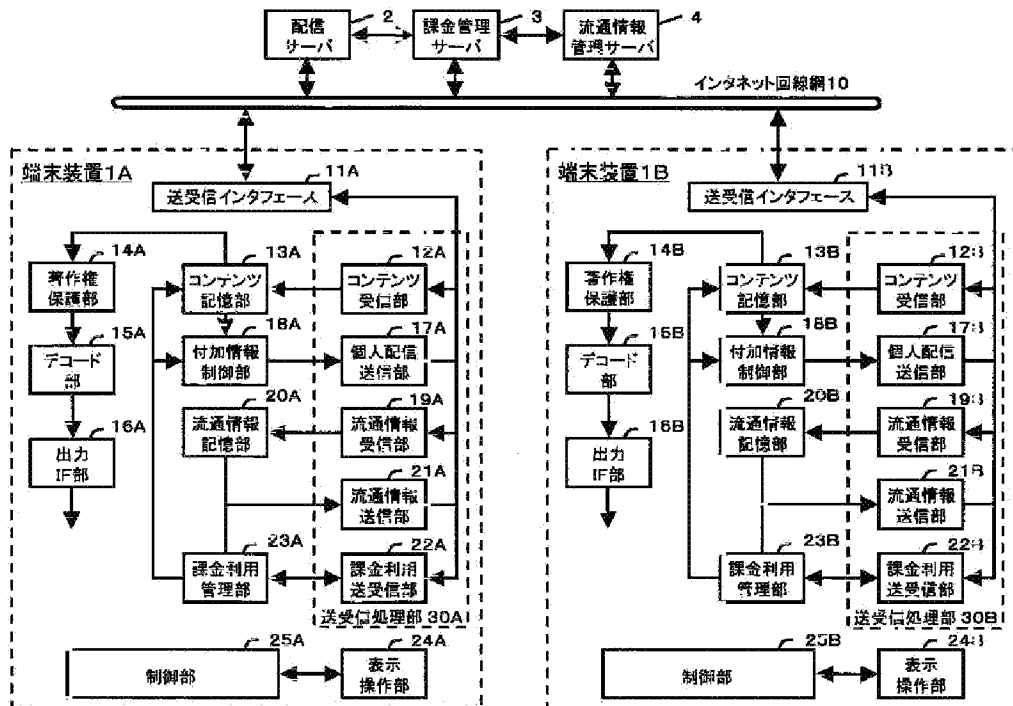 2
3
4
配信
サーバ
課金管理
サーバ
流通情報
管理サーバ
インタネット回線網10
端末装置1A
11A
送受信インタフェース
14A
著作権
保護部
13A
コンテンツ
記憶部
12A
コンテンツ
受信部
15A
デコード
部
18A
付加情報
制御部
17A
個人配信
送信部
16A
出力
IF部
20A
流通情報
記憶部
19A
流通情報
受信部
21A
流通情報
送信部
23A
課金利用
管理部
22A
課金利用
送受信部
送受信処理部30A
25A
制御部
24A
表示
操作部
端末装置1B
11B
送受信インタフェース
14B
著作権
保護部
13B
コンテンツ
記憶部
12B
コンテンツ
受信部
15B
デコード
部
18B
付加情報
制御部
17B
個人配信
送信部
16B
出力
IF部
20B
流通情報
記憶部
19B
流通情報
受信部
21B
流通情報
送信部
23B
課金利用
管理部
22B
課金利用
送受信部
送受信処理部30B
25B
制御部
24B
表示
操作部